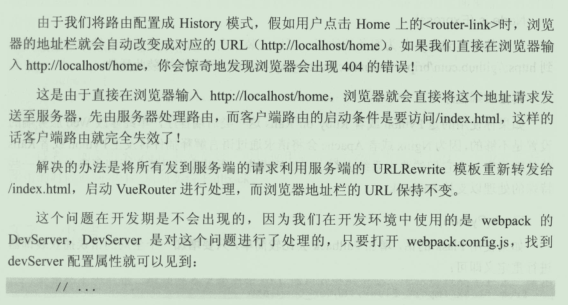 由于我们将路由配置成 History 模式，假如用户点击 Home 上的<router-link>时，浏览
器的地址栏就会自动改变成对应的 URL（http://localhost/home）。如果我们直接在浏览器输
入 http://localhost/home，你会惊奇地发现浏览器会出现 404 的错误！
这是由于直接在浏览器输入 http://localhost/home，浏览器就会直接将这个地址请求发
送至服务器，先由服务器处理路由，而客户端路由的启动条件是要访问/index.html，这样的
话客户端路由就完全失效了！
解决的办法是将所有发到服务端的请求利用服务端的 URLRewrite 模板重新转发给
/index.html，启动 VueRouter 进行处理，而浏览器地址栏的 URL 保持不变。
这个问题在开发期是不会出现的，因为我们在开发环境中使用的是 webpack 的
DevServer，DevServer 是对这个问题进行了处理的，只要打开 webpack.config.js，找到
devServer 配置属性就可以见到：
// ...